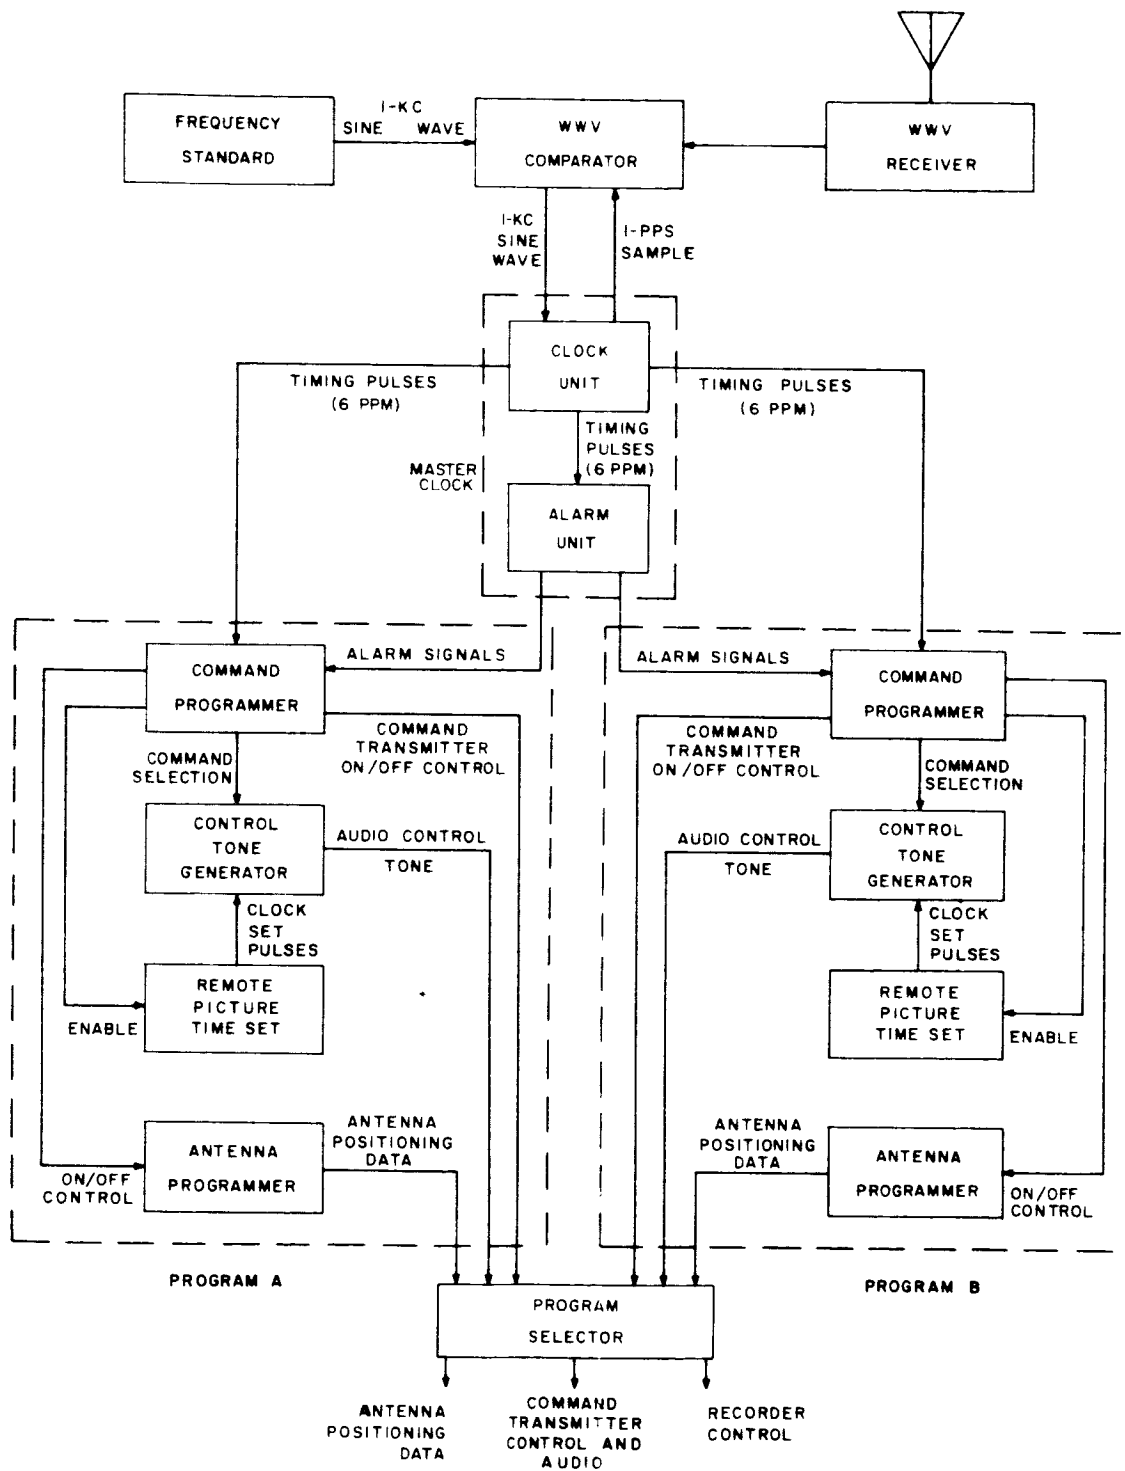 FREQUENCY
STANDARD
1-KC
SINE WAVE
WWV
COMPARATOR
WWV
RECEIVER
1-KC
SINE
WAVE
1-PPS
SAMPLE
CLOCK
UNIT
TIMING PULSES
(6 PPM)
TIMING PULSES
(6 PPM)
TIMING
PULSES
(6 PPM)
MASTER
CLOCK
ALARM
UNIT
COMMAND
PROGRAMMER
ALARM SIGNALS
COMMAND
TRANSMITTER
ON/OFF CONTROL
COMMAND
SELECTION
CONTROL
TONE
GENERATOR
AUDIO CONTROL
TONE
CLOCK
SET
PULSES
REMOTE
PICTURE
TIME SET
ENABLE
ANTENNA
PROGRAMMER
ANTENNA
POSITIONING
DATA
ON/OFF
CONTROL
PROGRAM A
ALARM SIGNALS
COMMAND
PROGRAMMER
COMMAND
TRANSMITTER
ON/OFF CONTROL
COMMAND
SELECTION
AUDIO CONTROL
TONE
CONTROL
TONE
GENERATOR
CLOCK
SET
PULSES
REMOTE
PICTURE
TIME SET
ENABLE
ANTENNA
POSITIONING
DATA
ANTENNA
PROGRAMMER
ON/OFF
CONTROL
PROGRAM B
PROGRAM
SELECTOR
ANTENNA
POSITIONING
DATA
COMMAND
TRANSMITTER
CONTROL AND
AUDIO
RECORDER
CONTROL